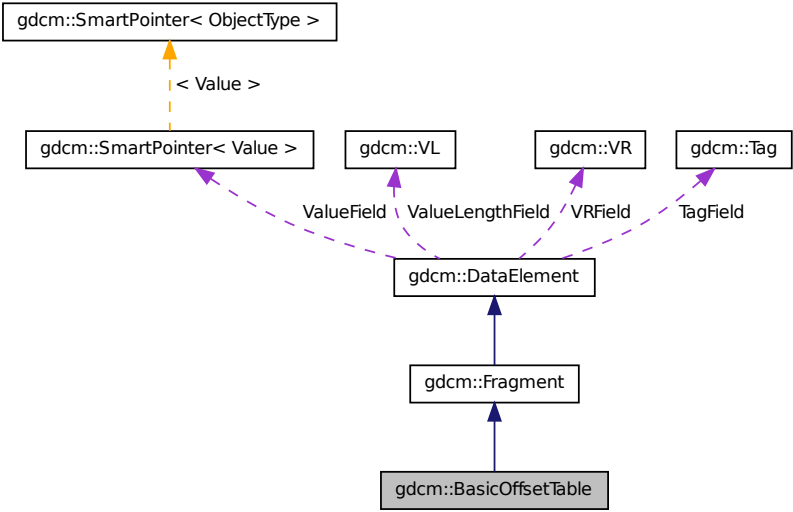 gdcm::SmartPointer< ObjectType >
< Value >
gdcm::SmartPointer< Value >
gdcm::VL
gdcm::VR
gdcm::Tag
ValueField
ValueLengthField
VRField
TagField
gdcm::DataElement
gdcm::Fragment
gdcm::BasicOffsetTable